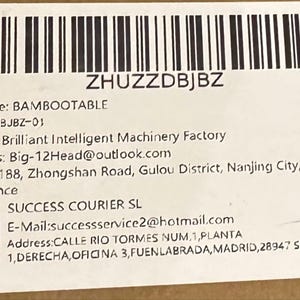 ZHUZZDBJBZ
e: BAMBOOTABLE
BJBZ-01
Brilliant Intelligent Machinery Factory
s: Big-12Head@outlook.com
188, Zhongshan Road, Gulou District, Nanjing City,
nce
SUCCESS COURIER SL
E-Mail:successservice2@hotmail.com
Address:CALLE RIO TORMES NUM.1,PLANTA
1,DERECHA,OFICINA 3,FUENLABRADA,MADRID,28947 S